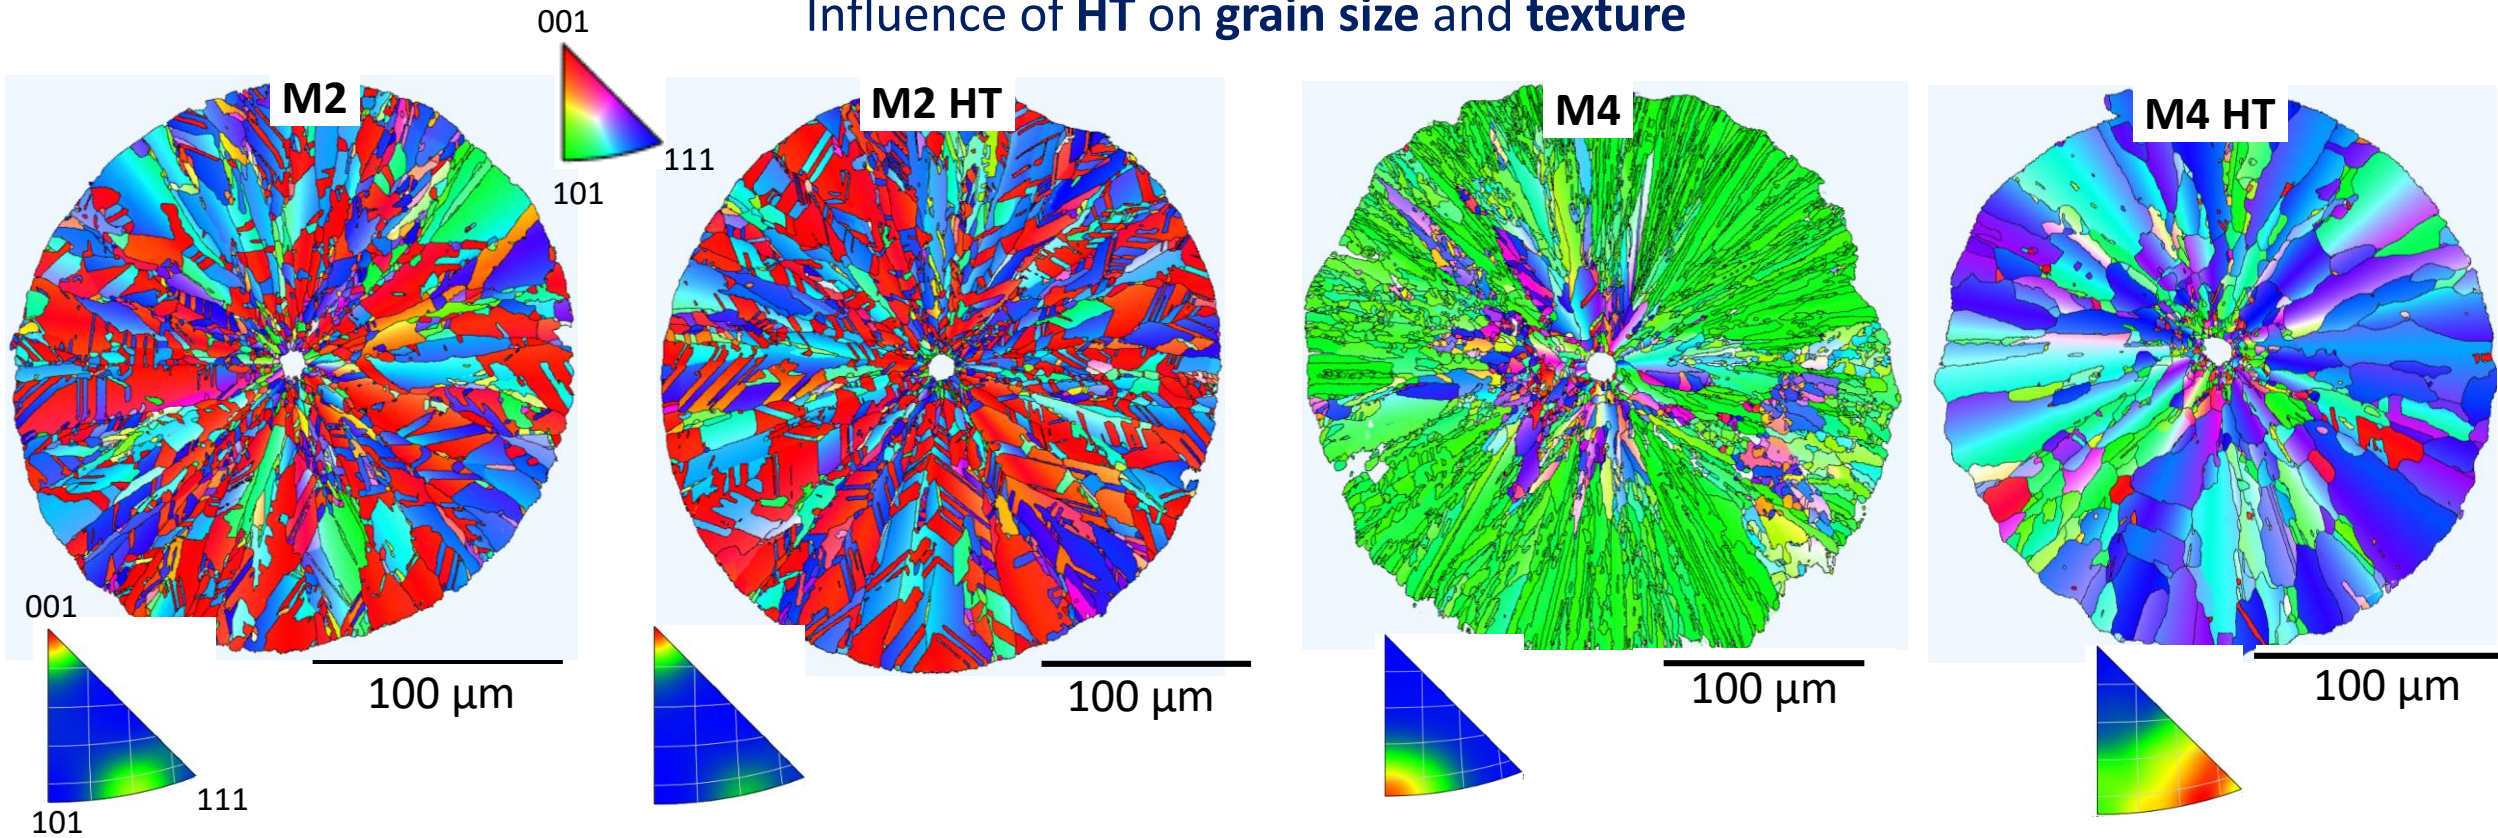 Influence of HT on grain size and texture
001
111
101
M2
M2 HT
M4
M4 HT
001
111
101
100 µm
100 µm
100 µm
100 µm